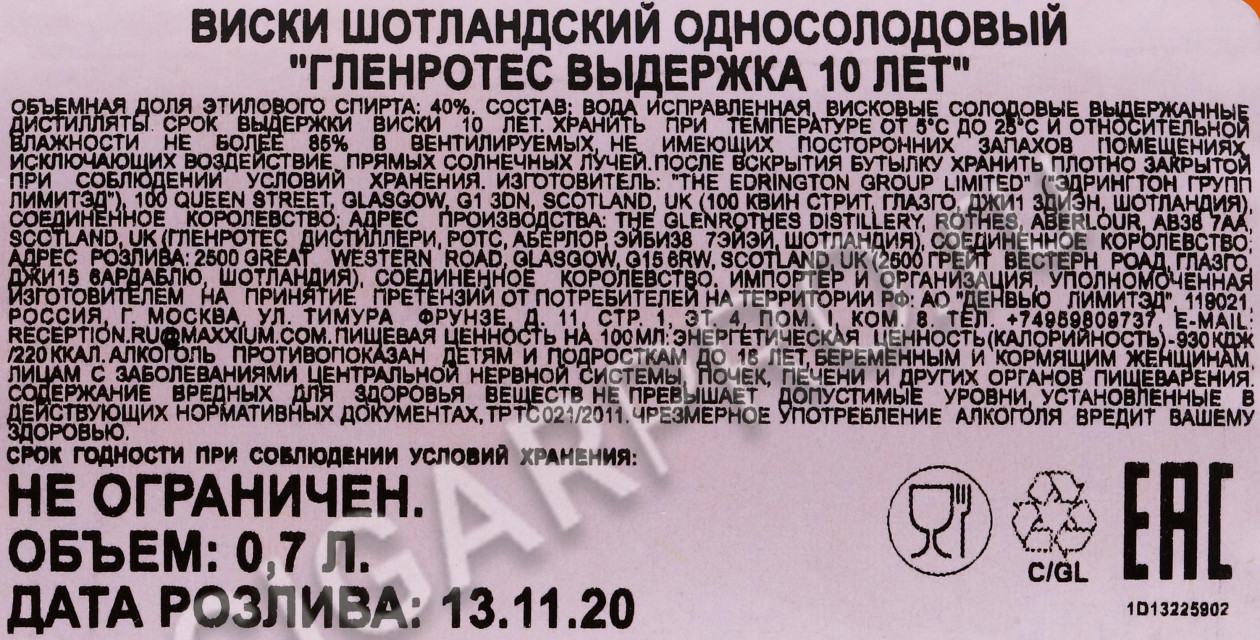 ВИСКИ ШОТЛАНДСКИЙ ОДНОСОЛОДОВЫЙ
"ГЛЕНРОТЕС ВЫДЕРЖКА 10 ЛЕТ"
ОБЪЕМНАЯ ДОЛЯ ЭТИЛОВОГО СПИРТА: 40%. СОСТАВ: ВОДА ИСПРАВЛЕННАЯ, ВИСКОВЫЕ СОЛОДОВЫЕ ВЫДЕРЖАННЫЕ
ДИСТИЛЛЯТЫ. СРОК ВЫДЕРЖКИ ВИСКИ 10 ЛЕТ. ХРАНИТЬ ПРИ ТЕМПЕРАТУРЕ ОТ 5°С ДО 25°С И ОТНОСИТЕЛЬНОЙ
ВЛАЖНОСТИ НЕ БОЛЕЕ 85% В ВЕНТИЛИРУЕМЫХ, НЕ ИМЕЮЩИХ ПОСТОРОННИХ ЗАПАХОВ ПОМЕЩЕНИЯХ,
ИСКЛЮЧАЮЩИХ ВОЗДЕЙСТВИЕ ПРЯМЫХ СОЛНЕЧНЫХ ЛУЧЕЙ. ПОСЛЕ ВСКРЫТИЯ БУТЫЛКУ ХРАНИТЬ ПЛОТНО ЗАКРЫТОЙ
ПРИ СОБЛЮДЕНИИ УСЛОВИЙ ХРАНЕНИЯ. ИЗГОТОВИТЕЛЬ: "THE EDRINGTON GROUP LIMITED" ("ЭДРИНГТОН ГРУПП
ЛИМИТЭД"), 100 QUEEN STREET, GLASGOW, G1 3DN, SCOTLAND, UK (100 КВИН СТРИТ, ГЛАЗГО, ДЖИ1 3ДИЭН, ШОТЛАНДИЯ),
СОЕДИНЕННОЕ КОРОЛЕВСТВО; АДРЕС ПРОИЗВОДСТВА: THE GLENROTHES DISTILLERY, ROTHES, ABERLOUR, AB38 7AA,
SCOTLAND, UK (ГЛЕНРОТЕС ДИСТИЛЛЕРИ, РОТС, АБЕРЛОР, ЭЙБИ38 7ЭЙЭЙ, ШОТЛАНДИЯ), СОЕДИНЕННОЕ КОРОЛЕВСТВО;
АДРЕС РОЗЛИВА: 2500 GREAT WESTERN ROAD, GLASGOW, G15 6RW, SCOTLAND, UK (2500 ГРЕЙТ ВЕСТЕРН РОАД, ГЛАЗГО,
ДЖИ15 6АРДАБЛЮ, ШОТЛАНДИЯ), СОЕДИНЕННОЕ КОРОЛЕВСТВО. ИМПОРТЕР И ОРГАНИЗАЦИЯ, УПОЛНОМОЧЕННАЯ
ИЗГОТОВИТЕЛЕМ НА ПРИНЯТИЕ ПРЕТЕНЗИЙ ОТ ПОТРЕБИТЕЛЕЙ НА ТЕРРИТОРИИ РФ: АО "ДЕНВЬЮ ЛИМИТЭД", 119021
РОССИЯ, Г. МОСКВА, УЛ. ТИМУРА ФРУНЗЕ, Д. 11, СТР. 1, ЭТ. 4, ПОМ. I, КОМ. 8. ТЕЛ. +74959809737, E-MAIL:
RECEPTION.RU@MAXXIUM.COM. ПИЩЕВАЯ ЦЕННОСТЬ НА 100 МЛ: ЭНЕРГЕТИЧЕСКАЯ ЦЕННОСТЬ (КАЛОРИЙНОСТЬ) - 930 КДЖ
/220 ККАЛ. АЛКОГОЛЬ ПРОТИВОПОКАЗАН ДЕТЯМ И ПОДРОСТКАМ ДО 18 ЛЕТ, БЕРЕМЕННЫМ И КОРМЯЩИМ ЖЕНЩИНАМ,
ЛИЦАМ С ЗАБОЛЕВАНИЯМИ ЦЕНТРАЛЬНОЙ НЕРВНОЙ СИСТЕМЫ, ПОЧЕК, ПЕЧЕНИ И ДРУГИХ ОРГАНОВ ПИЩЕВАРЕНИЯ.
СОДЕРЖАНИЕ ВРЕДНЫХ ДЛЯ ЗДОРОВЬЯ ВЕЩЕСТВ НЕ ПРЕВЫШАЕТ ДОПУСТИМЫЕ УРОВНИ, УСТАНОВЛЕННЫЕ В
ДЕЙСТВУЮЩИХ НОРМАТИВНЫХ ДОКУМЕНТАХ, ТР ТС 021/2011. ЧРЕЗМЕРНОЕ УПОТРЕБЛЕНИЕ АЛКОГОЛЯ ВРЕДИТ ВАШЕМУ
ЗДОРОВЬЮ.
СРОК ГОДНОСТИ ПРИ СОБЛЮДЕНИИ УСЛОВИЙ ХРАНЕНИЯ:
НЕ ОГРАНИЧЕН.
ОБЪЕМ: 0,7 Л.
ДАТА РОЗЛИВА: 13.11.20
C/GL
EAC
1D13225902